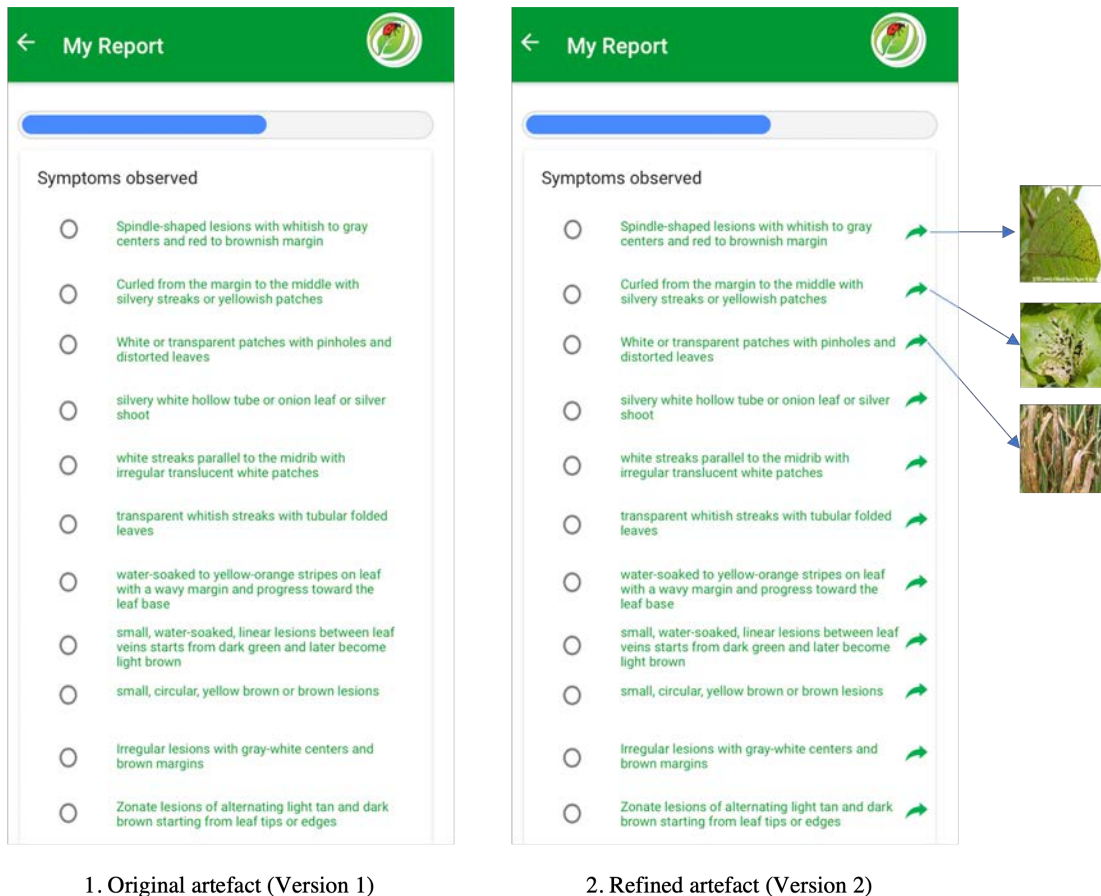 My Report
Symptoms observed
Spindle-shaped lesions with whitish to gray
centers and red to brownish margin
Curled from the margin to the middle with
silvery streaks or yellowish patches
White or transparent patches with pinholes and
distorted leaves
silvery white hollow tube or onion leaf or silver
shoot
white streaks parallel to the midrib with
irregular translucent white patches
transparent whitish streaks with tubular folded
leaves
water-soaked to yellow-orange stripes on leaf
with a wavy margin and progress toward the
leaf base
small, water-soaked, linear lesions between leaf
veins starts from dark green and later become
light brown
small, circular, yellow brown or brown lesions
Irregular lesions with gray-white centers and
brown margins
Zonate lesions of alternating light tan and dark
brown starting from leaf tips or edges
1. Original artefact (Version 1)
My Report
Symptoms observed
Spindle-shaped lesions with whitish to gray
centers and red to brownish margin
Curled from the margin to the middle with
silvery streaks or yellowish patches
White or transparent patches with pinholes and
distorted leaves
silvery white hollow tube or onion leaf or silver
shoot
white streaks parallel to the midrib with
irregular translucent white patches
transparent whitish streaks with tubular folded
leaves
water-soaked to yellow-orange stripes on leaf
with a wavy margin and progress toward the
leaf base
small, water-soaked, linear lesions between leaf
veins starts from dark green and later become
light brown
small, circular, yellow brown or brown lesions
Irregular lesions with gray-white centers and
brown margins
Zonate lesions of alternating light tan and dark
brown starting from leaf tips or edges
2. Refined artefact (Version 2)